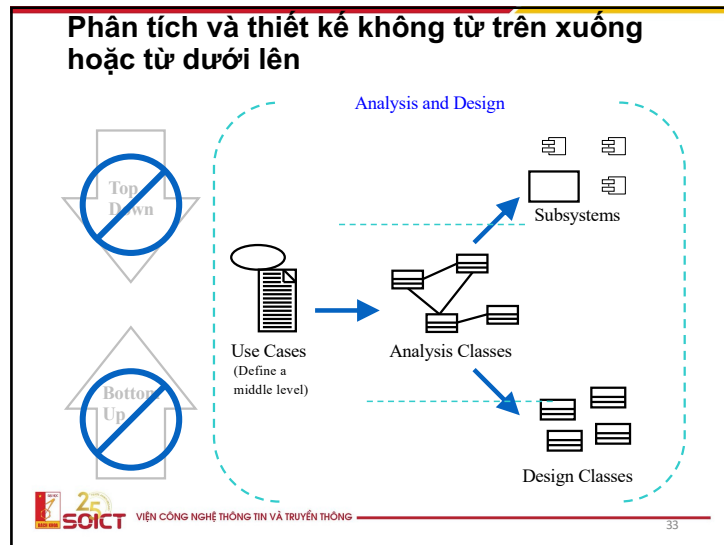 Phân tích và thiết kế không từ trên xuống
hoặc từ dưới lên
Analysis and Design
Top
Down
Subsystems
Use Cases
(Define a
middle level)
Analysis Classes
Bottom
Up
Design Classes
25
SOICT
VIỆN CÔNG NGHỆ THÔNG TIN VÀ TRUYỀN THÔNG
33